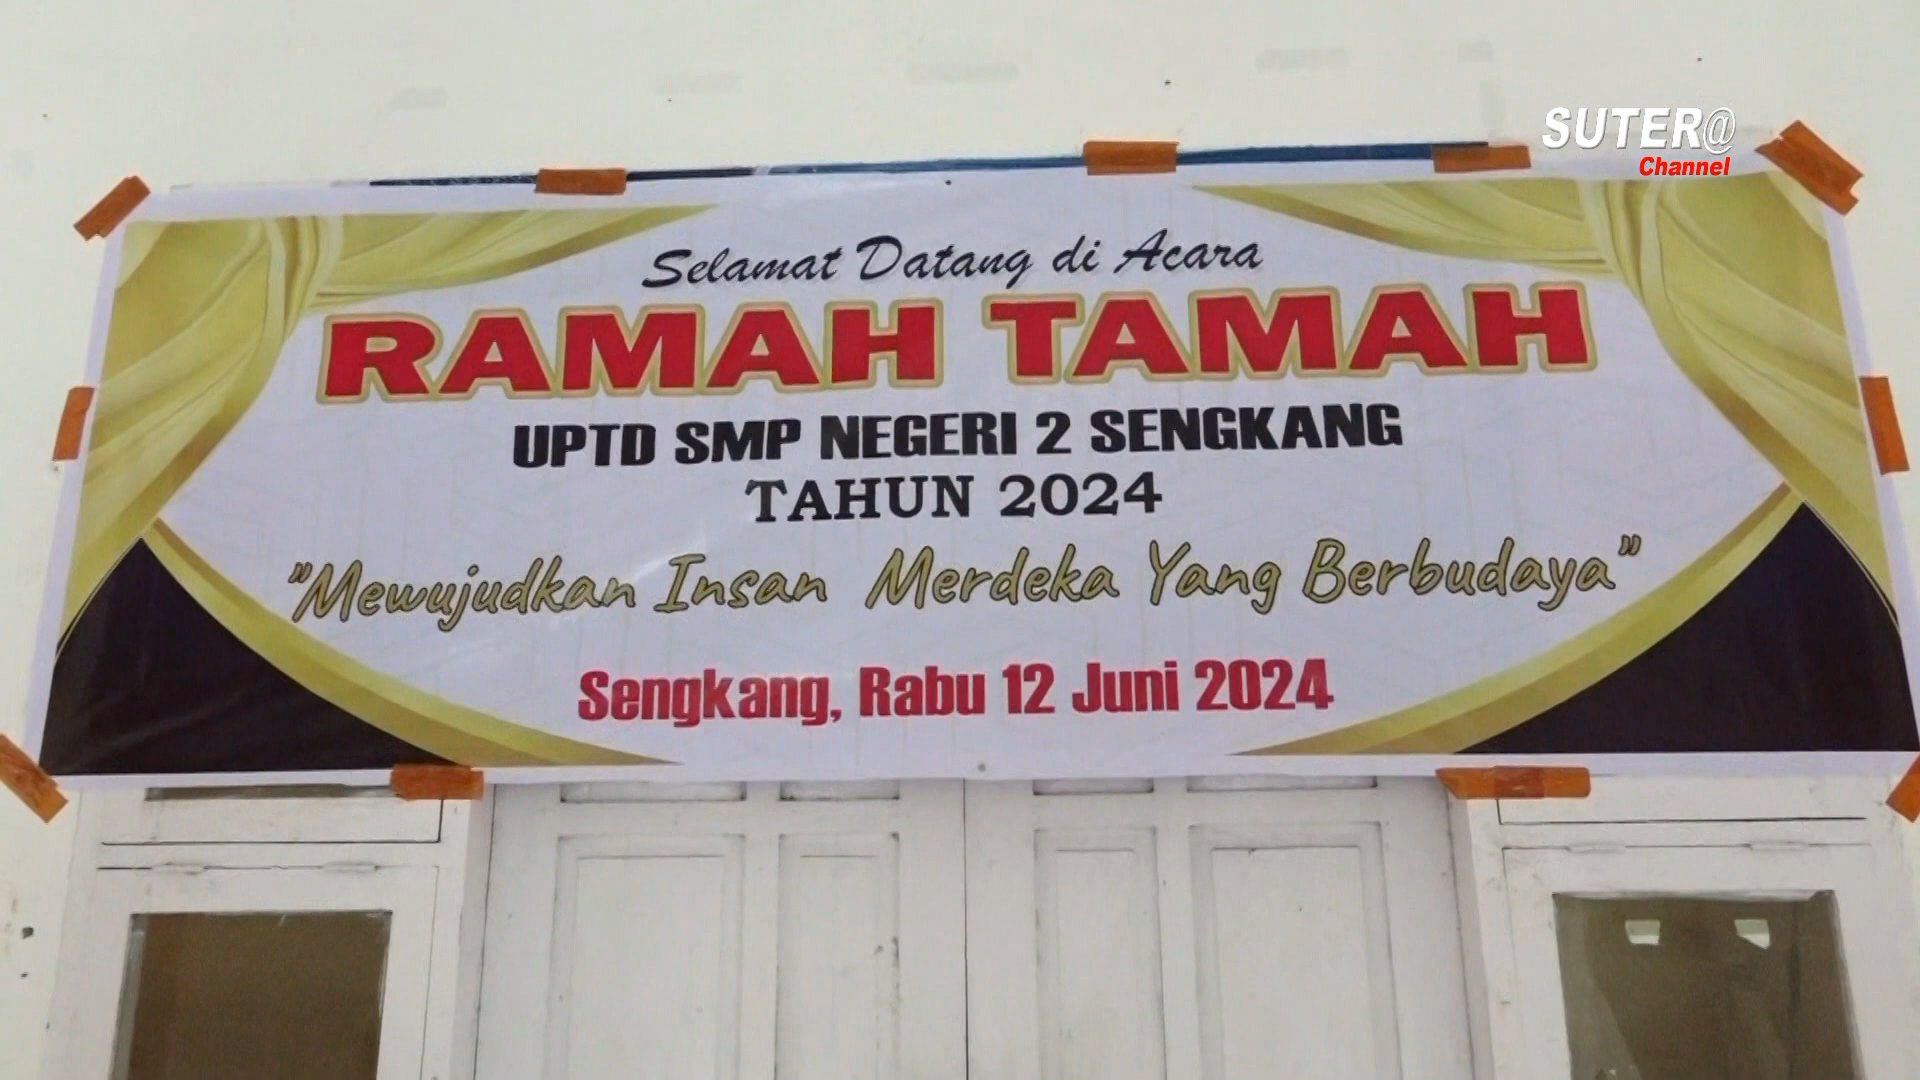 SUTER@
Channel
Selamat Datang di Acara
RAMAH TAMAH
UPTD SMP NEGERI 2 SENGKANG
TAHUN 2024
"Mewujudkan Insan Merdeka Yang Berbudaya"
Sengkang, Rabu 12 Juni 2024